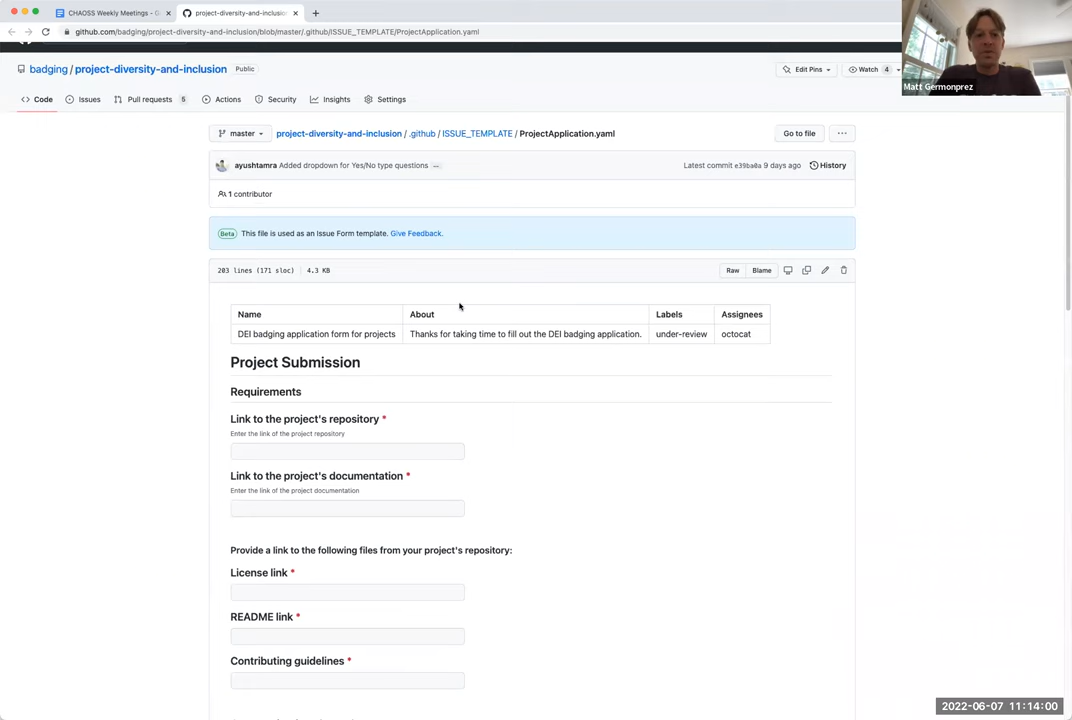 CHAOSS Weekly Meetings - G
project-diversity-and-inclusion
github.com/badging/project-diversity-and-inclusion/blob/master/.github/ISSUE_TEMPLATE/ProjectApplication.yaml
Matt Germonprez
badging / project-diversity-and-inclusion Public
Edit Pins Watch 4
Code Issues Pull requests 5 Actions Security Insights Settings
master project-diversity-and-inclusion / .github / ISSUE_TEMPLATE / ProjectApplication.yaml Go to file ...
ayushtamra Added dropdown for Yes/No type questions ... Latest commit e39ba0a 9 days ago History
1 contributor
Beta This file is used as an Issue Form template. Give Feedback.
203 lines (171 sloc) 4.3 KB Raw Blame
Name About Labels Assignees
DEI badging application form for projects Thanks for taking time to fill out the DEI badging application. under-review octocat
Project Submission
Requirements
Link to the project's repository *
Enter the link of the project repository
Link to the project's documentation *
Enter the link of the project documentation
Provide a link to the following files from your project's repository:
License link *
README link *
Contributing guidelines *
2022-06-07 11:14:00